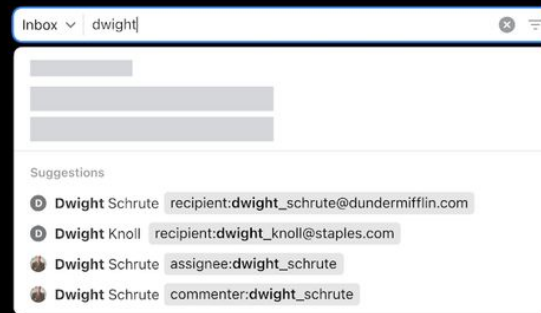 Inbox dwight
Suggestions
D Dwight Schrute recipient:dwight_schrute@dundermifflin.com
D Dwight Knoll recipient:dwight_knoll@staples.com
Dwight Schrute assignee:dwight_schrute
Dwight Schrute commenter:dwight_schrute